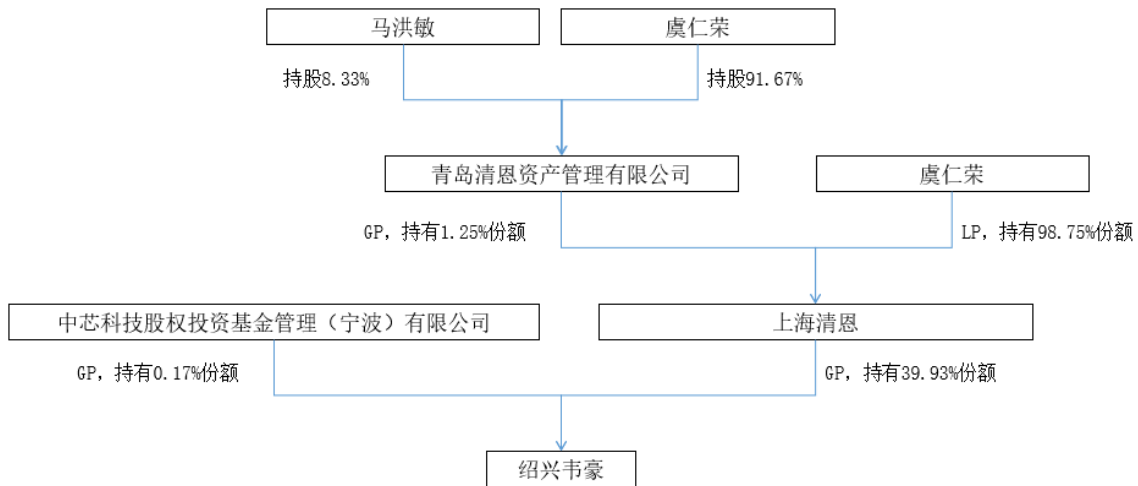 马洪敏
虞仁荣
持股8.33%
持股91.67%
青岛清恩资产管理有限公司
虞仁荣
GP，持有1.25%份额
LP，持有98.75%份额
中芯科技股权投资基金管理（宁波）有限公司
上海清恩
GP，持有0.17%份额
GP，持有39.93%份额
绍兴韦豪